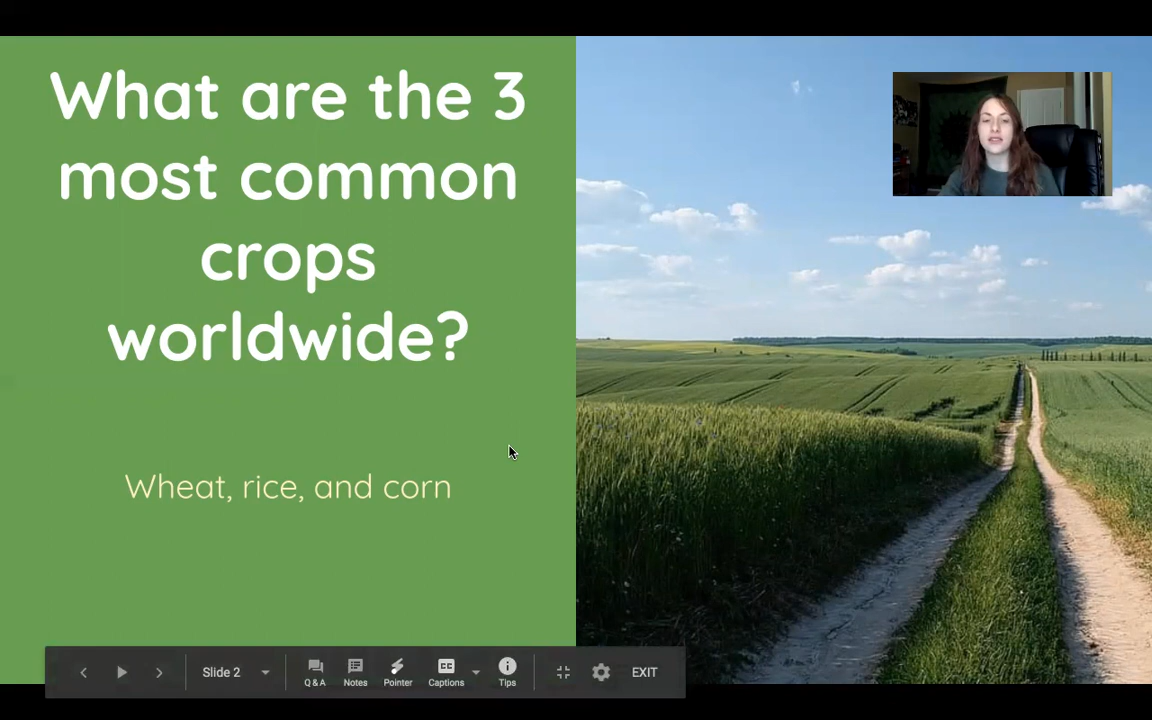 What are the 3
most common
crops
worldwide?
Wheat, rice, and corn
Slide 2
Q & A
Notes
Pointer
CC
Captions
Tips
EXIT